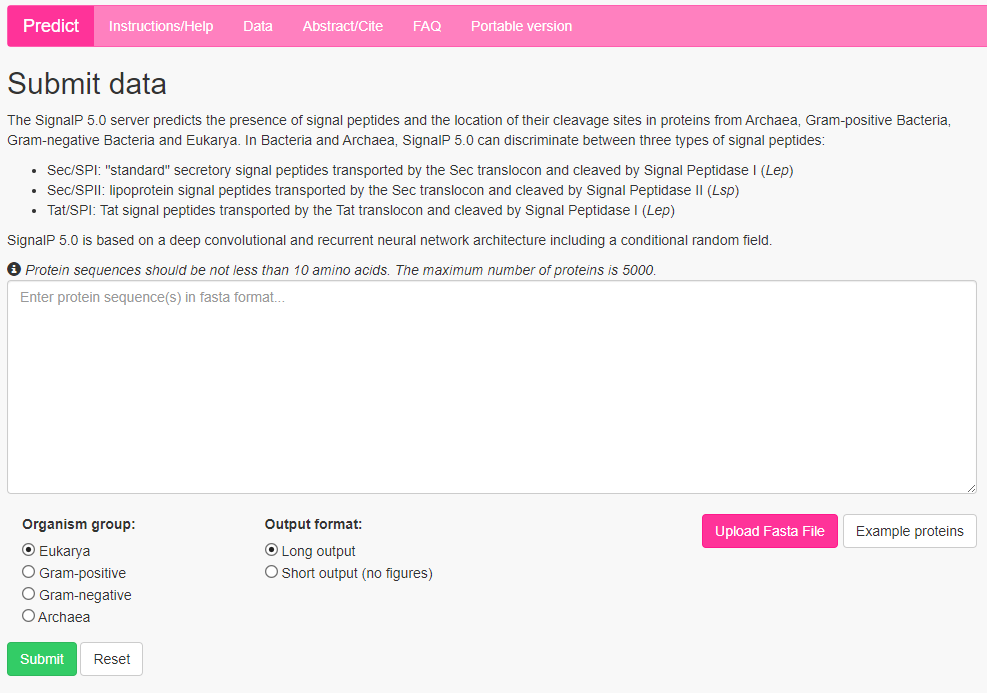 Predict Instructions/Help Data Abstract/Cite FAQ Portable version
Submit data
The SignalP 5.0 server predicts the presence of signal peptides and the location of their cleavage sites in proteins from Archaea, Gram-positive Bacteria,
Gram-negative Bacteria and Eukarya. In Bacteria and Archaea, SignalP 5.0 can discriminate between three types of signal peptides:
• Sec/SPI: "standard" secretory signal peptides transported by the Sec translocon and cleaved by Signal Peptidase I (Lep)
• Sec/SPII: lipoprotein signal peptides transported by the Sec translocon and cleaved by Signal Peptidase II (Lsp)
• Tat/SPI: Tat signal peptides transported by the Tat translocon and cleaved by Signal Peptidase I (Lep)
SignalP 5.0 is based on a deep convolutional and recurrent neural network architecture including a conditional random field.
Protein sequences should be not less than 10 amino acids. The maximum number of proteins is 5000.
Enter protein sequence(s) in fasta format...
Organism group:
Eukarya
Gram-positive
Gram-negative
Archaea
Output format:
Long output
Short output (no figures)
Upload Fasta File Example proteins
Submit Reset